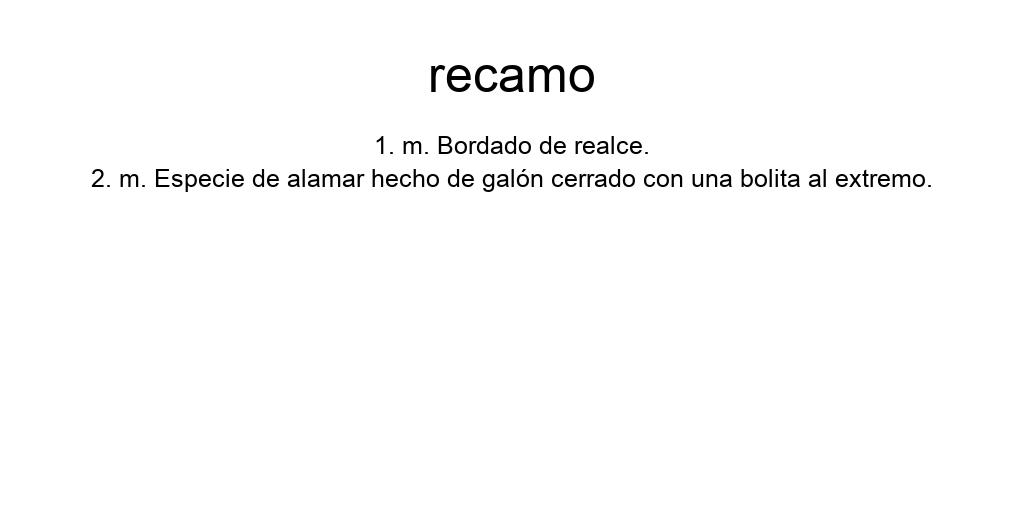 recamo
1. m. Bordado de realce.
2. m. Especie de alamar hecho de galón cerrado con una bolita al extremo.